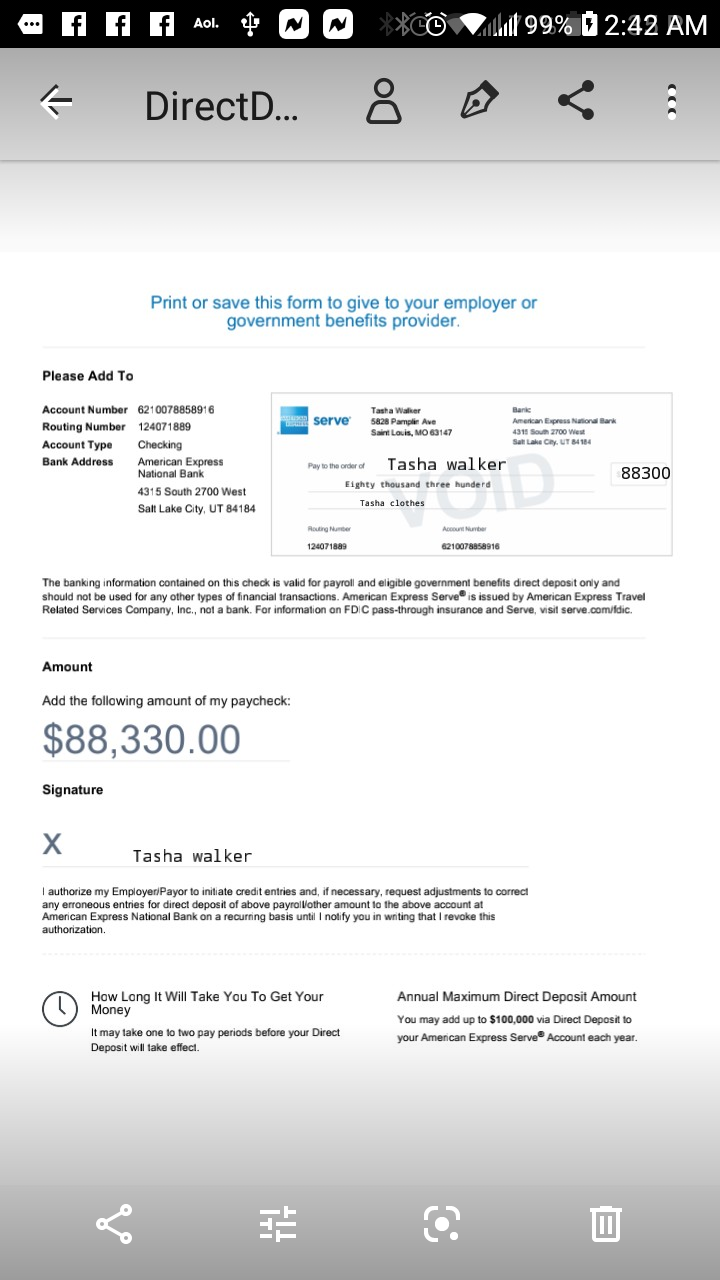 Aol. 99% 2:42 AM
DirectD...
Print or save this form to give to your employer or
government benefits provider.
Please Add To
Account Number 6210078858916
Routing Number 124071889
Account Type Checking
Bank Address American Express
National Bank
4315 South 2700 West
Salt Lake City, UT 84184
serve
Tasha Walker
5828 Pamplin Ave
Saint Louis, MO 63147
Bank:
American Express National Bank
4315 South 2700 West
Salt Lake City, UT 84184
Pay to the order of Tasha walker
88300
Eighty thousand three hunderd
Tasha clothes
VOID
Routing Number Account Number
124071889 6210078858916
The banking information contained on this check is valid for payroll and eligible government benefits direct deposit only and
should not be used for any other types of financial transactions. American Express Serve® is issued by American Express Travel
Related Services Company, Inc., not a bank. For information on FDIC pass-through insurance and Serve, visit serve.com/fdic.
Amount
Add the following amount of my paycheck:
$88,330.00
Signature
X Tasha walker
I authorize my Employer/Payor to initiate credit entries and, if necessary, request adjustments to correct
any erroneous entries for direct deposit of above payroll/other amount to the above account at
American Express National Bank on a recurring basis until I notify you in writing that I revoke this
authorization.
How Long It Will Take You To Get Your
Money
It may take one to two pay periods before your Direct
Deposit will take effect.
Annual Maximum Direct Deposit Amount
You may add up to $100,000 via Direct Deposit to
your American Express Serve® Account each year.